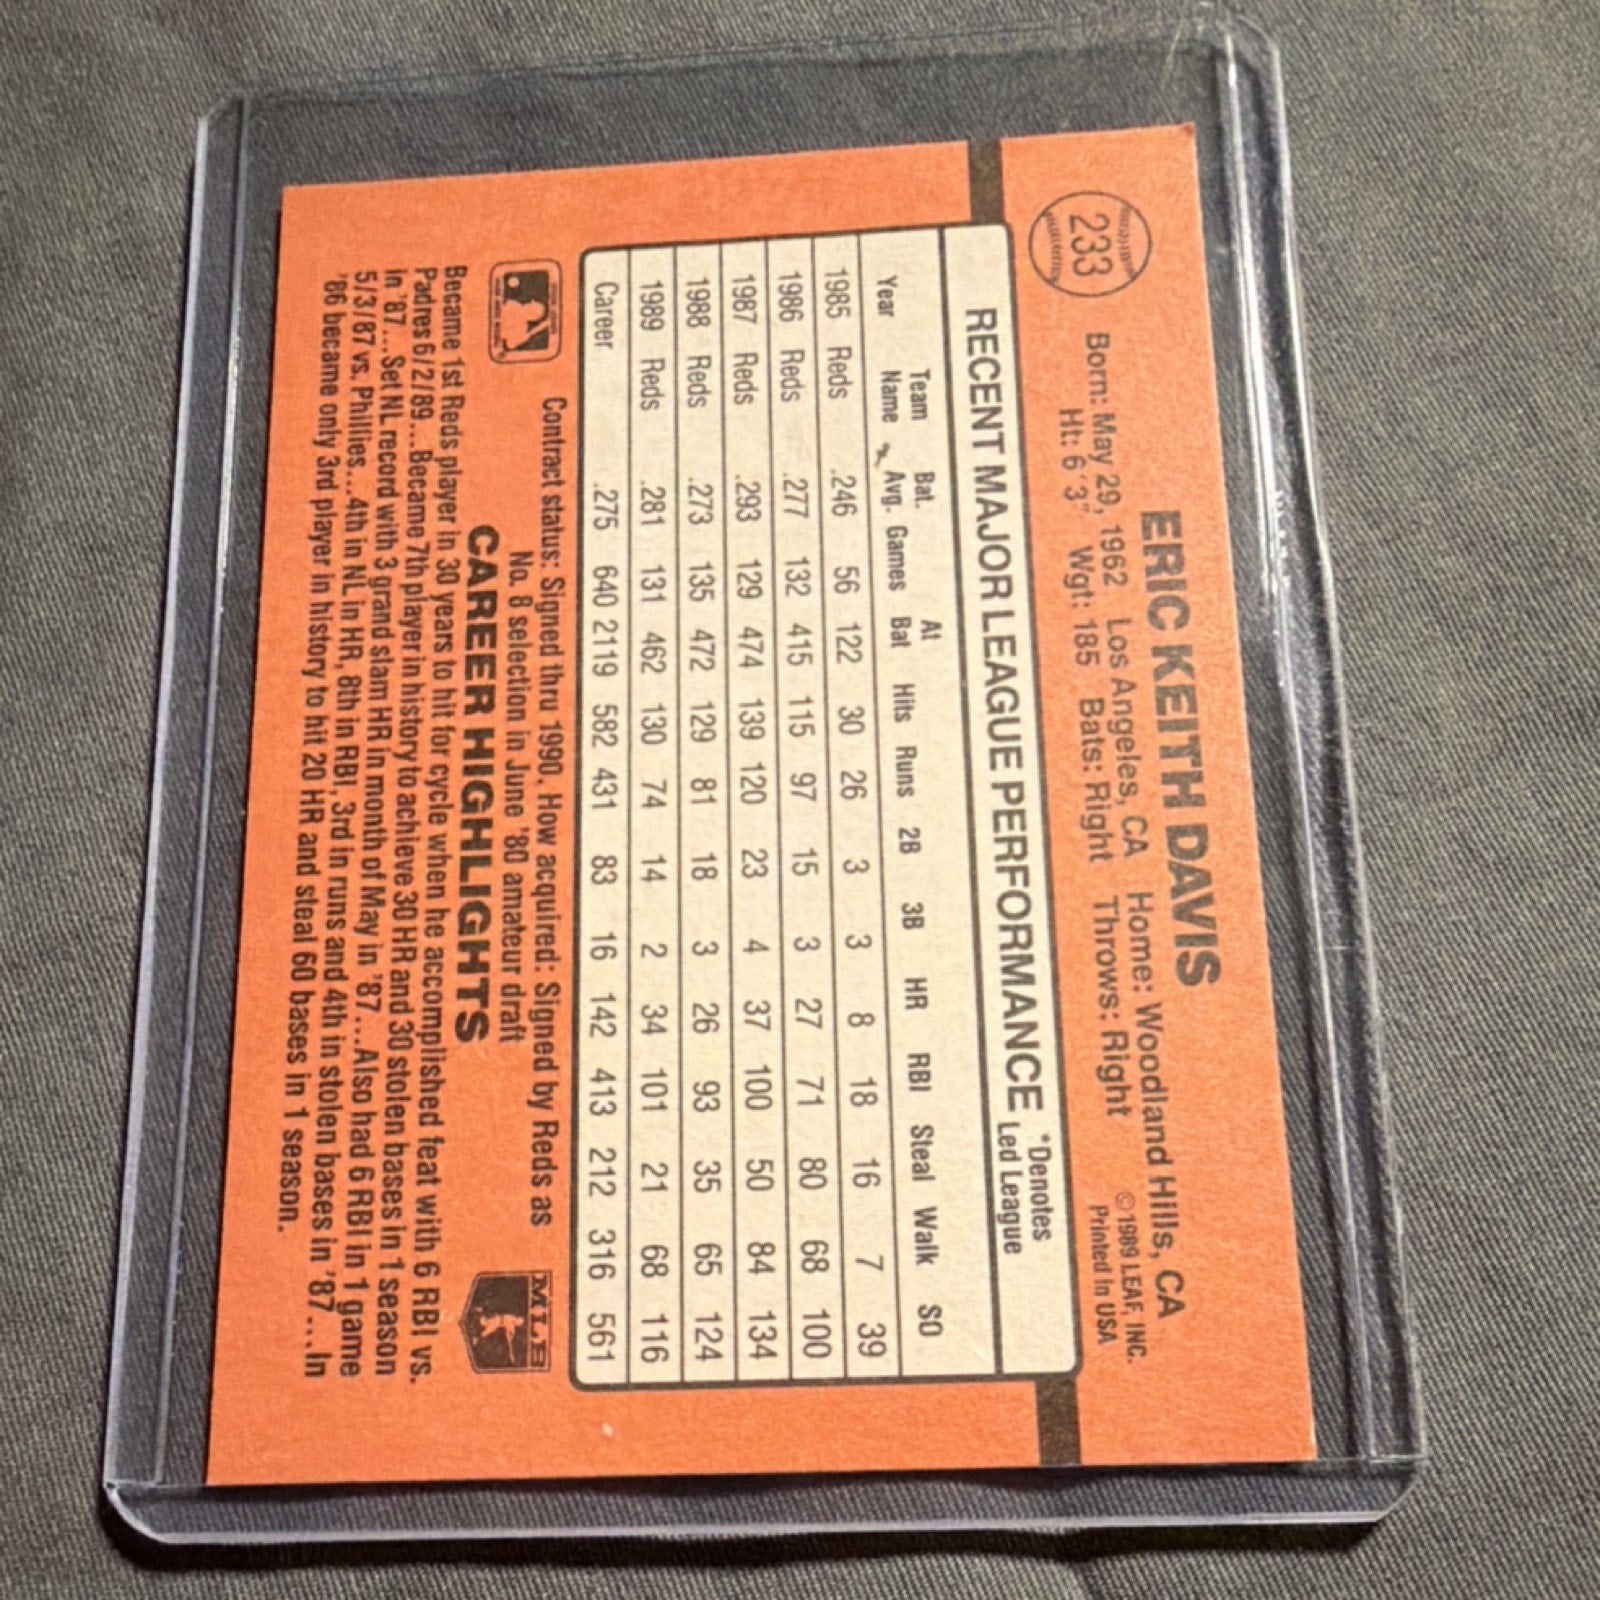 233
ERIC KEITH DAVIS
Born: May 29, 1962 Los Angeles, CA Home: Woodland Hills, CA
Ht: 6'3" Wgt: 185 Bats: Right Throws: Right
©1989 LEAF, INC.
Printed in USA
RECENT MAJOR LEAGUE PERFORMANCE
*Denotes
Led League
Year Team Name Bat. Avg. Games At Bat Hits Runs 2B 3B HR RBI Steal Walk SO
1985 Reds .246 56 122 30 26 3 3 8 18 16 7 39
1986 Reds .277 132 415 115 97 15 3 27 71 80 68 100
1987 Reds .293 129 474 139 120 23 4 37 100 50 84 134
1988 Reds .273 135 472 129 81 18 3 26 93 35 65 124
1989 Reds .281 131 462 130 74 14 2 34 101 21 68 116
Career .275 640 2119 582 431 83 16 142 413 212 316 561
Contract status: Signed thru 1990, How acquired: Signed by Reds as
No. 8 selection in June '80 amateur draft
MLB
CAREER HIGHLIGHTS
Became 1st Reds player in 30 years to hit for cycle when he accomplished feat with 6 RBI vs.
Padres 6/2/89...Became 7th player in history to achieve 30 HR and 30 stolen bases in 1 season
in '87...Set NL record with 3 grand slam HR in month of May in '87...Also had 6 RBI in 1 game
5/3/87 vs. Phillies...4th in NL in HR, 8th in RBI, 3rd in runs and 4th in stolen bases in '87...In
'86 became only 3rd player in history to hit 20 HR and steal 60 bases in 1 season.